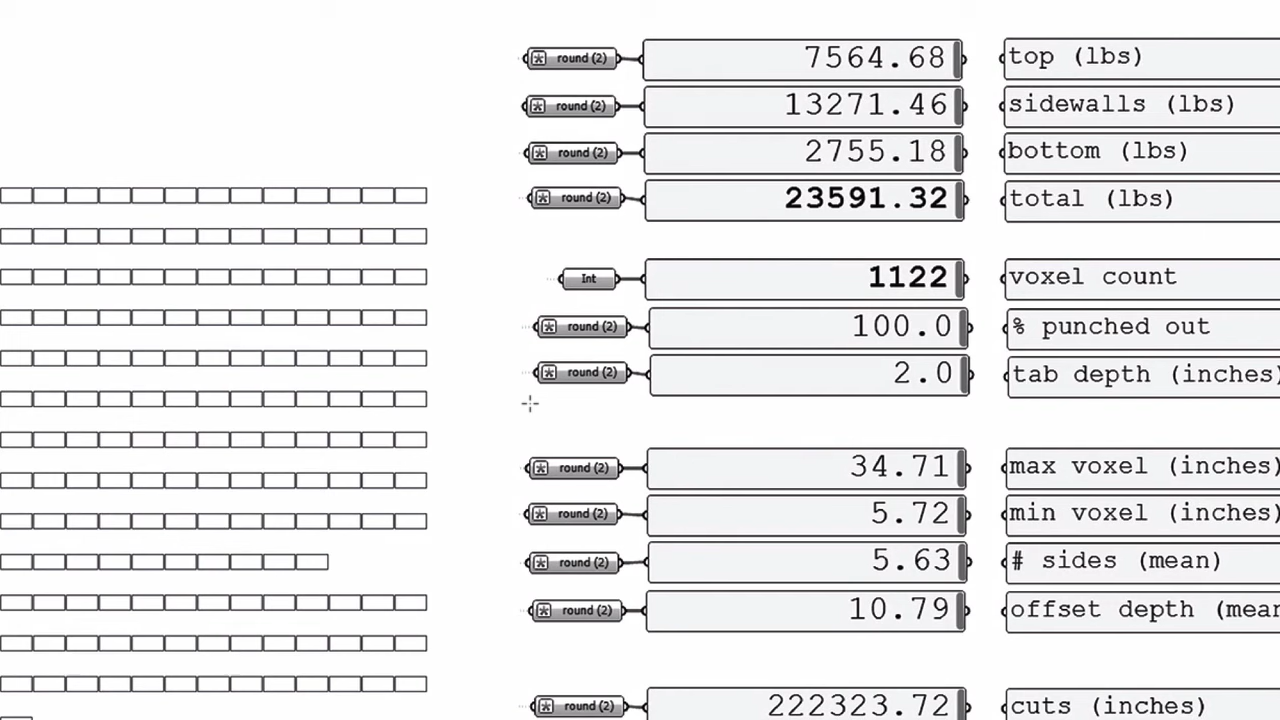 round (2) 7564.68 top (lbs)
round (2) 13271.46 sidewalls (lbs)
round (2) 2755.18 bottom (lbs)
round (2) 23591.32 total (lbs)
Int 1122 voxel count
round (2) 100.0 % punched out
round (2) 2.0 tab depth (inches)
round (2) 34.71 max voxel (inches)
round (2) 5.72 min voxel (inches)
round (2) 5.63 # sides (mean)
round (2) 10.79 offset depth (mean
round (2) 222323.72 cuts (inches)